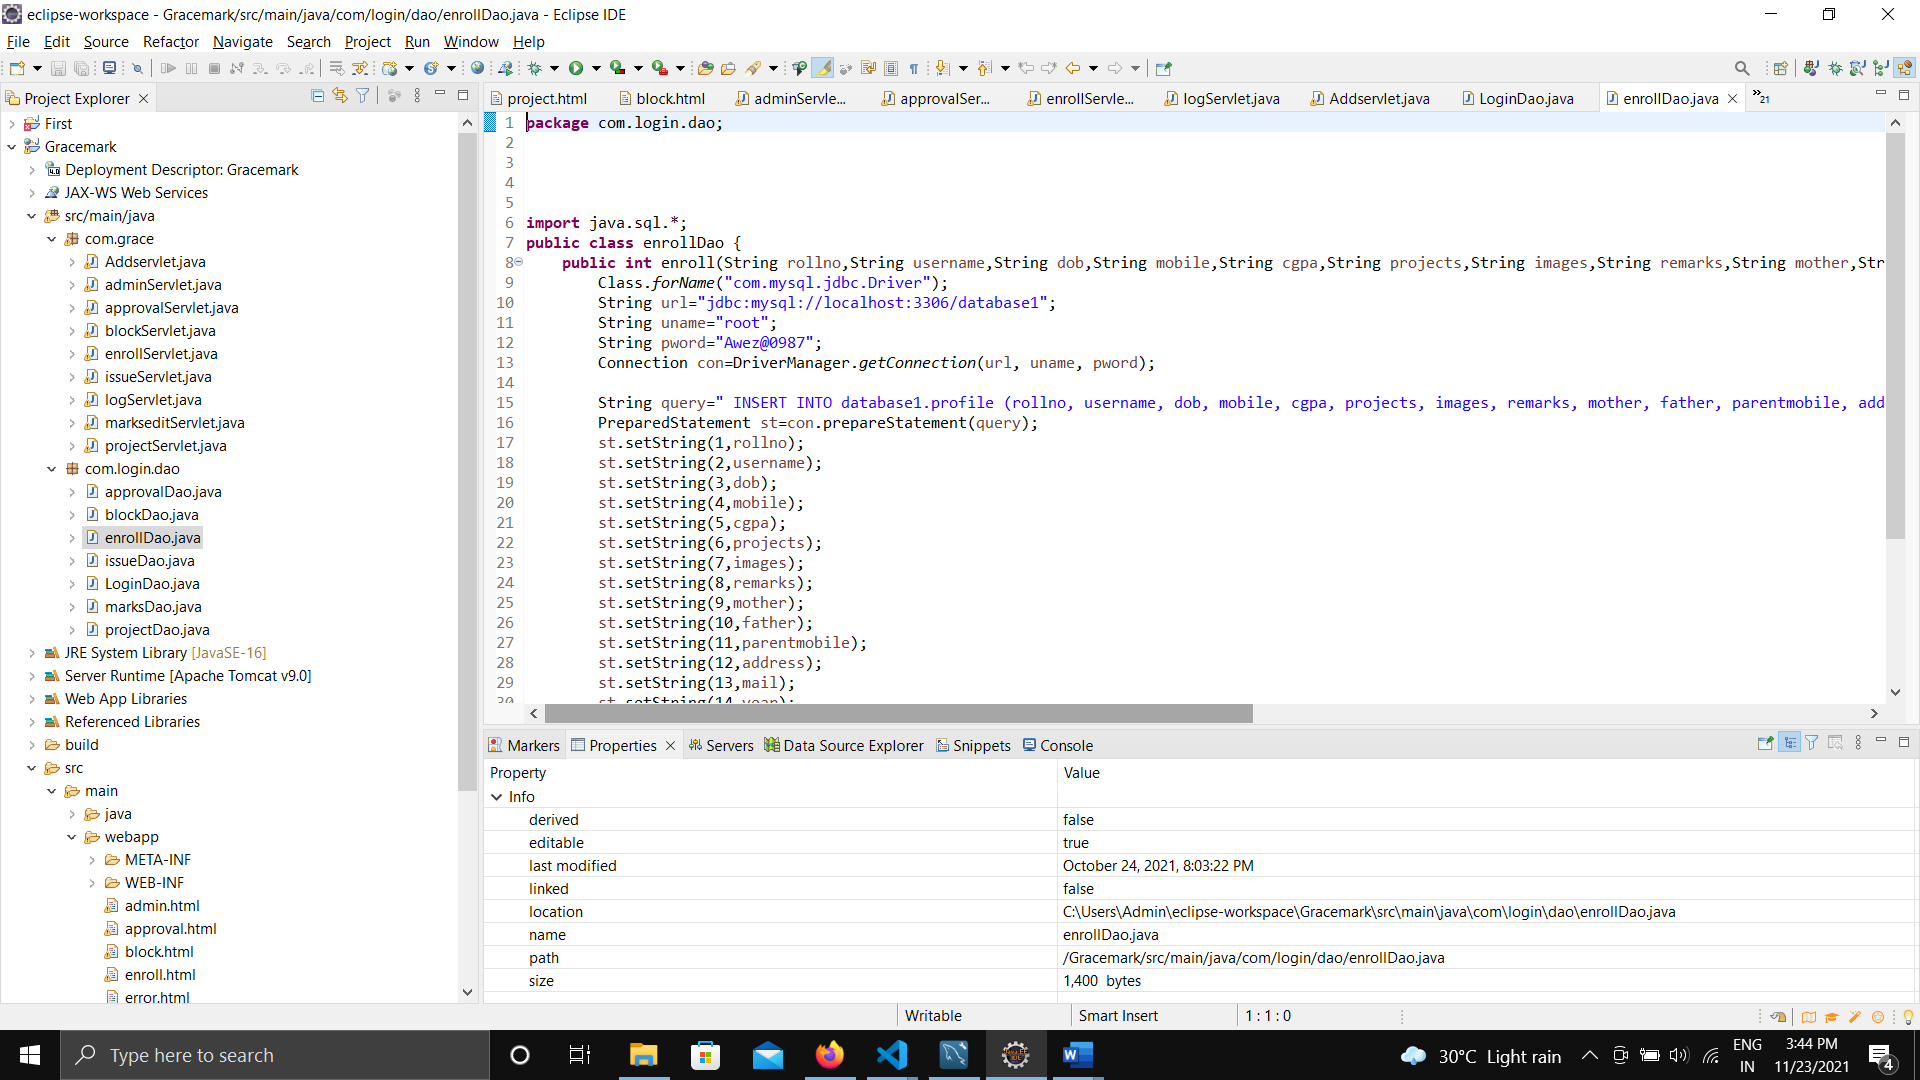 eclipse-workspace - Gracemark/src/main/java/com/login/dao/enrollDao.java - Eclipse IDE
File Edit Source Refactor Navigate Search Project Run Window Help
Project Explorer
project.html block.html adminServle... approvalSer... enrollServle... logServlet.java Addservlet.java LoginDao.java enrollDao.java »21
First
Gracemark
Deployment Descriptor: Gracemark
JAX-WS Web Services
src/main/java
com.grace
Addservlet.java
adminServlet.java
approvalServlet.java
blockServlet.java
enrollServlet.java
issueServlet.java
logServlet.java
markseditServlet.java
projectServlet.java
com.login.dao
approvalDao.java
blockDao.java
enrollDao.java
issueDao.java
LoginDao.java
marksDao.java
projectDao.java
JRE System Library [JavaSE-16]
Server Runtime [Apache Tomcat v9.0]
Web App Libraries
Referenced Libraries
build
src
main
java
webapp
META-INF
WEB-INF
admin.html
approval.html
block.html
enroll.html
error.html
1 package com.login.dao;
2
3
4
5
6 import java.sql.*;
7 public class enrollDao {
8 public int enroll(String rollno,String username,String dob,String mobile,String cgpa,String projects,String images,String remarks,String mother,Str
9 Class.forName("com.mysql.jdbc.Driver");
10 String url="jdbc:mysql://localhost:3306/database1";
11 String uname="root";
12 String pword="Awez@0987";
13 Connection con=DriverManager.getConnection(url, uname, pword);
14
15 String query=" INSERT INTO database1.profile (rollno, username, dob, mobile, cgpa, projects, images, remarks, mother, father, parentmobile, add
16 PreparedStatement st=con.prepareStatement(query);
17 st.setString(1,rollno);
18 st.setString(2,username);
19 st.setString(3,dob);
20 st.setString(4,mobile);
21 st.setString(5,cgpa);
22 st.setString(6,projects);
23 st.setString(7,images);
24 st.setString(8,remarks);
25 st.setString(9,mother);
26 st.setString(10,father);
27 st.setString(11,parentmobile);
28 st.setString(12,address);
29 st.setString(13,mail);
30 st.setString(14,year);
Markers Properties Servers Data Source Explorer Snippets Console
Property Value
Info
derived false
editable true
last modified October 24, 2021, 8:03:22 PM
linked false
location C:\Users\Admin\eclipse-workspace\Gracemark\src\main\java\com\login\dao\enrollDao.java
name enrollDao.java
path /Gracemark/src/main/java/com/login/dao/enrollDao.java
size 1,400 bytes
Writable Smart Insert 1 : 1 : 0
Type here to search
30°C Light rain
ENG
IN
3:44 PM
11/23/2021
4